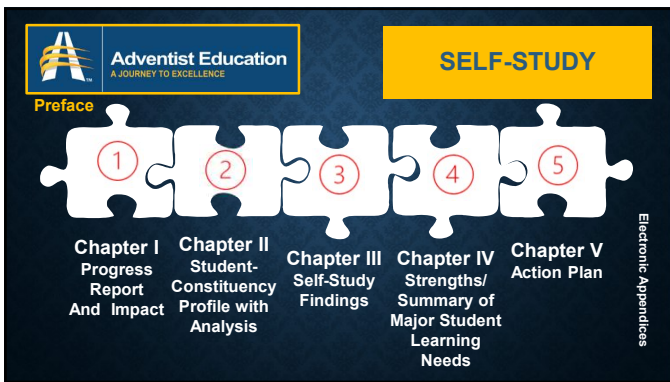 Adventist Education
A JOURNEY TO EXCELLENCE
TM
SELF-STUDY
Preface
1
2
3
4
5
Chapter I
Progress
Report
And Impact
Chapter II
Student-
Constituency
Profile with
Analysis
Chapter III
Self-Study
Findings
Chapter IV
Strengths/
Summary of
Major Student
Learning
Needs
Chapter V
Action Plan
Electronic Appendices